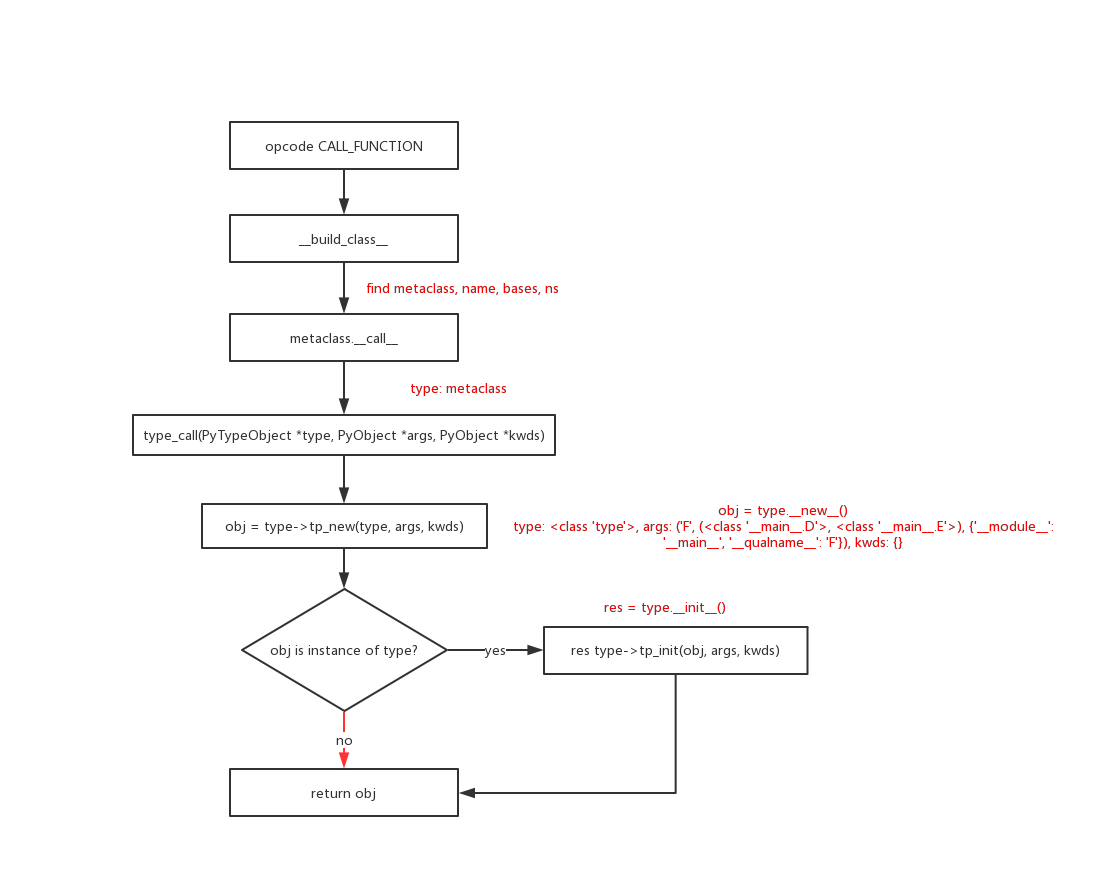 opcode CALL_FUNCTION
__build_class__
find metaclass, name, bases, ns
metaclass.__call__
type: metaclass
type_call(PyTypeObject *type, PyObject *args, PyObject *kwds)
obj = type->tp_new(type, args, kwds)
obj = type.__new__()
type: <class 'type'>, args: ('F', (<class '__main__.D'>, <class '__main__.E'>), {'__module__':
'__main__', '__qualname__': 'F'}), kwds: {}
res = type.__init__()
obj is instance of type?
yes
res type->tp_init(obj, args, kwds)
no
return obj